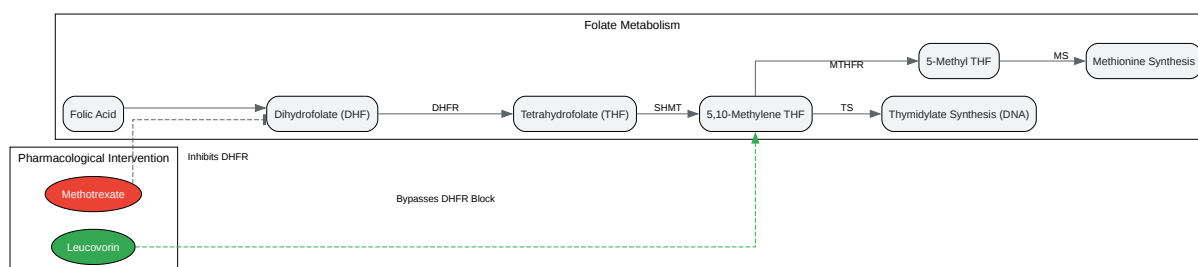 Folate Metabolism
MTHFR
5-Methyl THF
MS
Methionine Synthesis
Folic Acid
Dihydrofolate (DHF)
DHFR
Tetrahydrofolate (THF)
SHMT
5,10-Methylene THF
TS
Thymidylate Synthesis (DNA)
Pharmacological Intervention
Inhibits DHFR
Methotrexate
Bypasses DHFR Block
Leucovorin